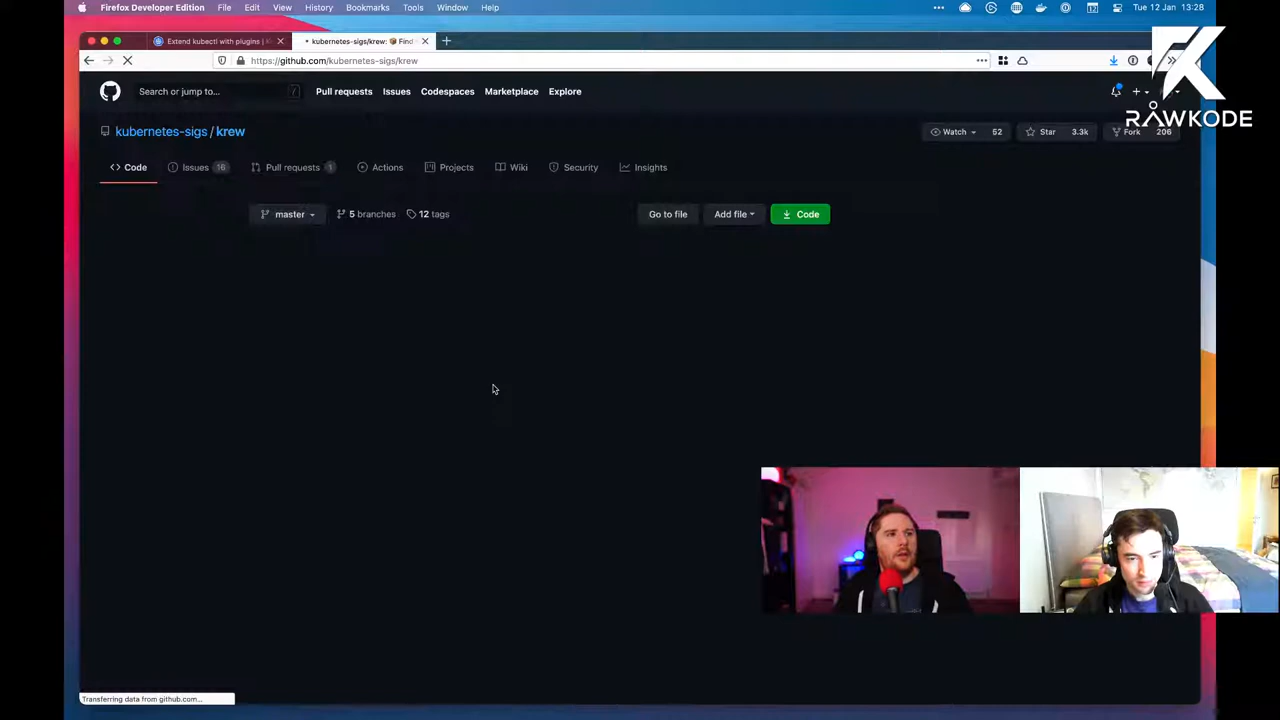 Firefox Developer Edition File Edit View History Bookmarks Tools Window Help Tue 12 Jan 13:28
Extend kubectl with plugins | kubernetes-sigs/krew: 📦 Find
https://github.com/kubernetes-sigs/krew
Search or jump to... / Pull requests Issues Codespaces Marketplace Explore
RAWKODE
kubernetes-sigs / krew Watch 52 Star 3.3k Fork 206
Code Issues 16 Pull requests 1 Actions Projects Wiki Security Insights
master 5 branches 12 tags Go to file Add file Code
Transferring data from github.com...